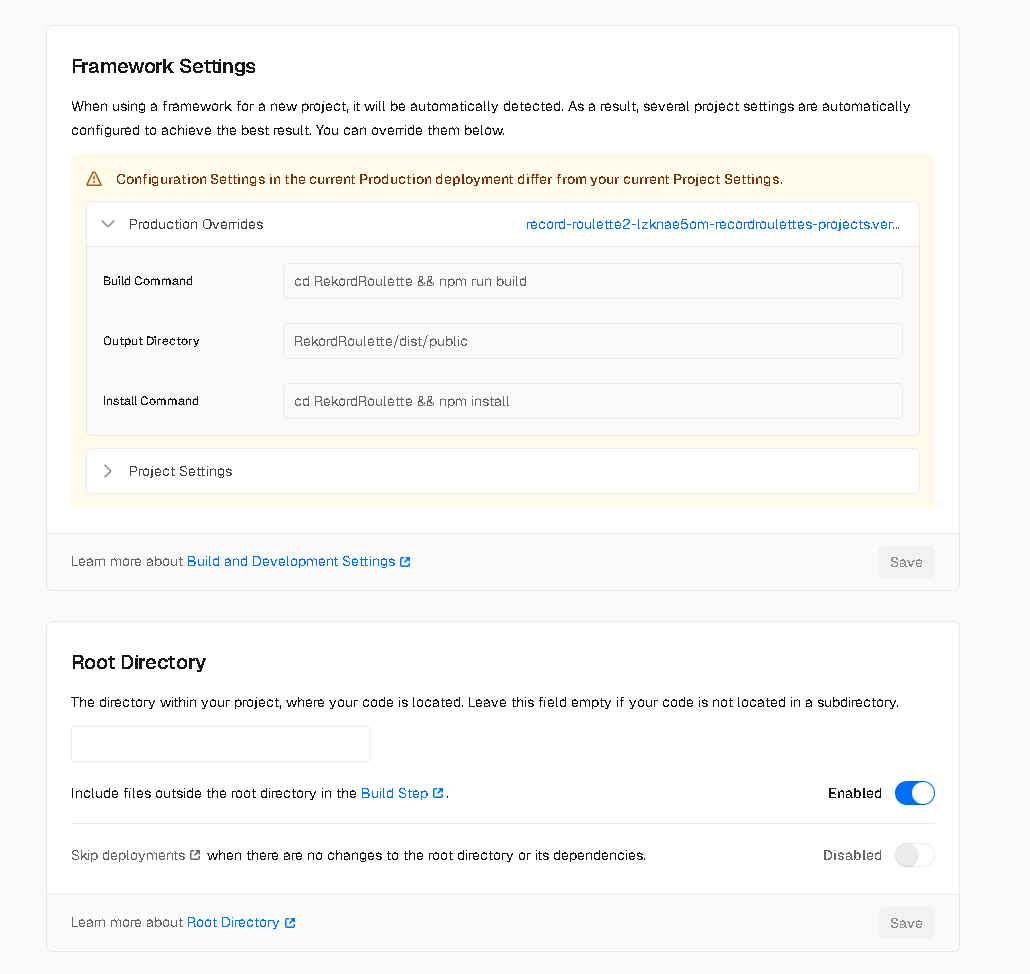 Framework Settings
When using a framework for a new project, it will be automatically detected. As a result, several project settings are automatically
configured to achieve the best result. You can override them below.
Configuration Settings in the current Production deployment differ from your current Project Settings.
Production Overrides record-roulette2-lzknae5om-recordroulettes-projects.ver...
Build Command cd RekordRoulette && npm run build
Output Directory RekordRoulette/dist/public
Install Command cd RekordRoulette && npm install
Project Settings
Learn more about Build and Development Settings Save
Root Directory
The directory within your project, where your code is located. Leave this field empty if your code is not located in a subdirectory.
Include files outside the root directory in the Build Step . Enabled
Skip deployments when there are no changes to the root directory or its dependencies. Disabled
Learn more about Root Directory Save